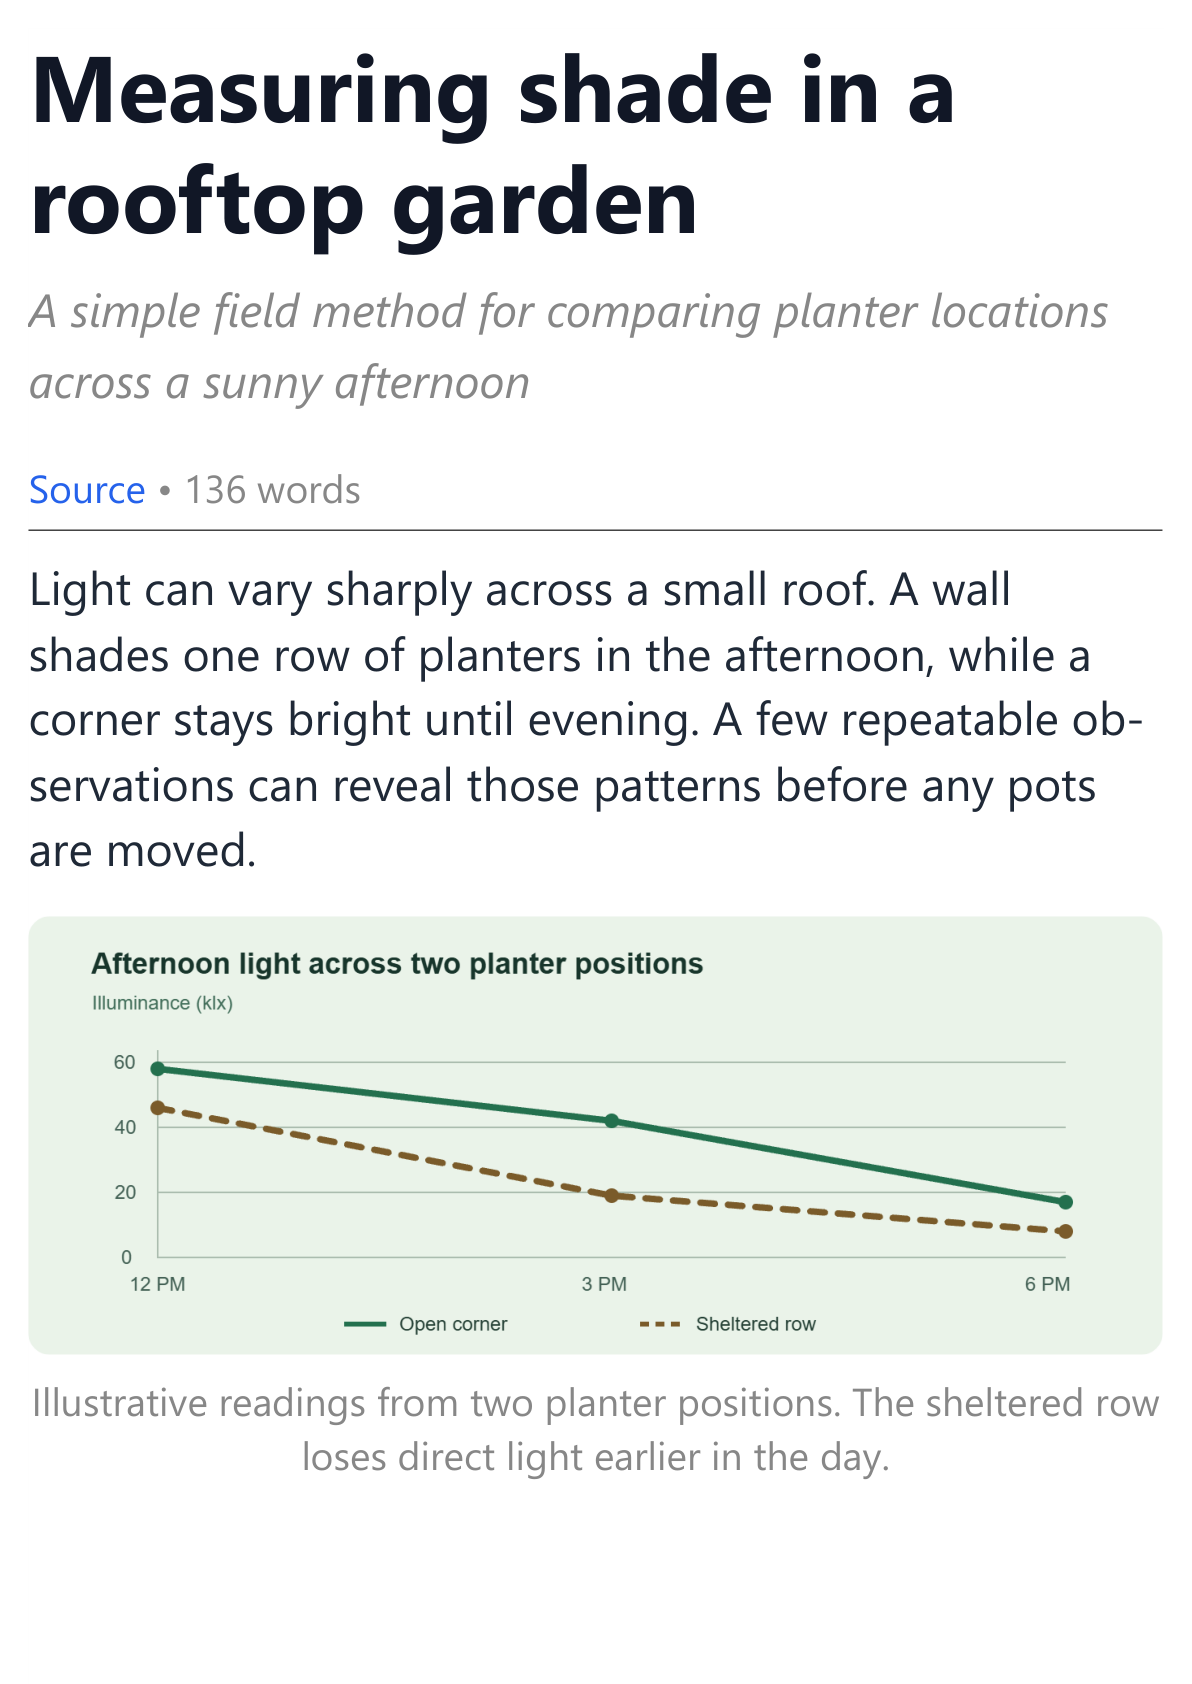 Measuring shade in a
rooftop garden
A simple field method for comparing planter locations
across a sunny afternoon
Source • 136 words
Light can vary sharply across a small roof. A wall
shades one row of planters in the afternoon, while a
corner stays bright until evening. A few repeatable ob-
servations can reveal those patterns before any pots
are moved.
Afternoon light across two planter positions
Illuminance (klx)
60
40
20
0
12 PM 3 PM 6 PM
Open corner Sheltered row
Illustrative readings from two planter positions. The sheltered row
loses direct light earlier in the day.